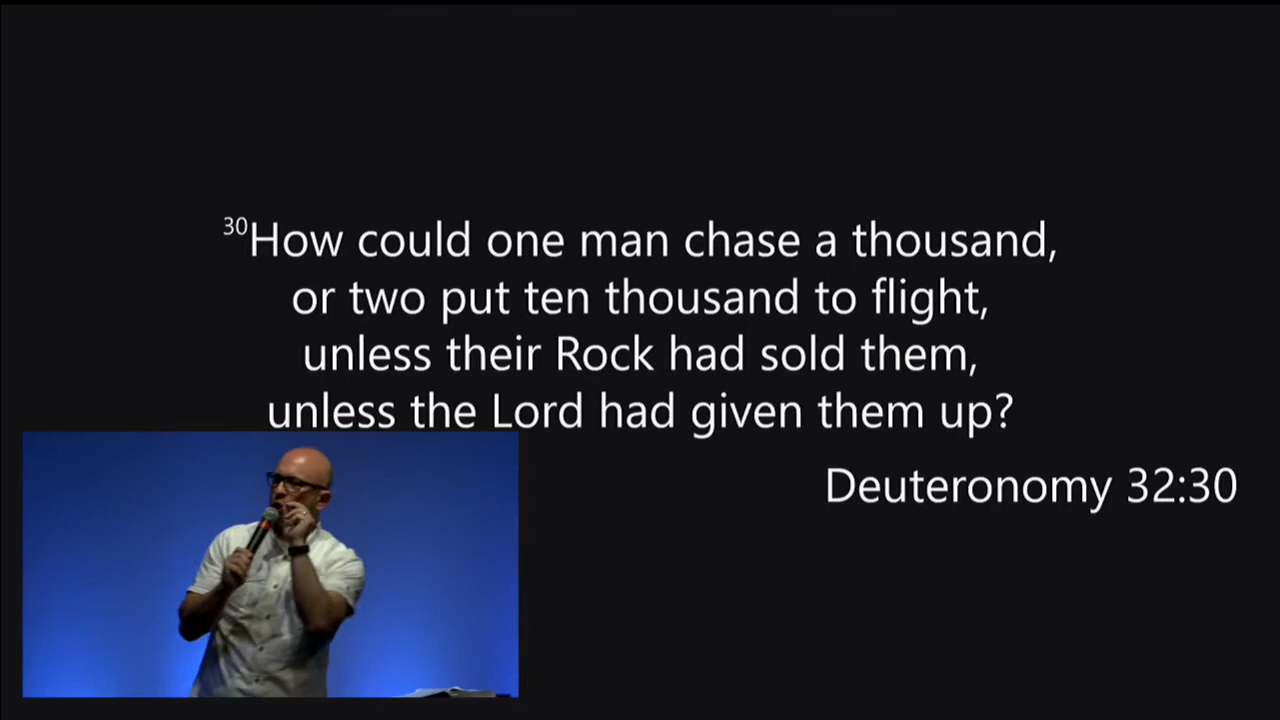 30How could one man chase a thousand,
or two put ten thousand to flight,
unless their Rock had sold them,
unless the Lord had given them up?
Deuteronomy 32:30